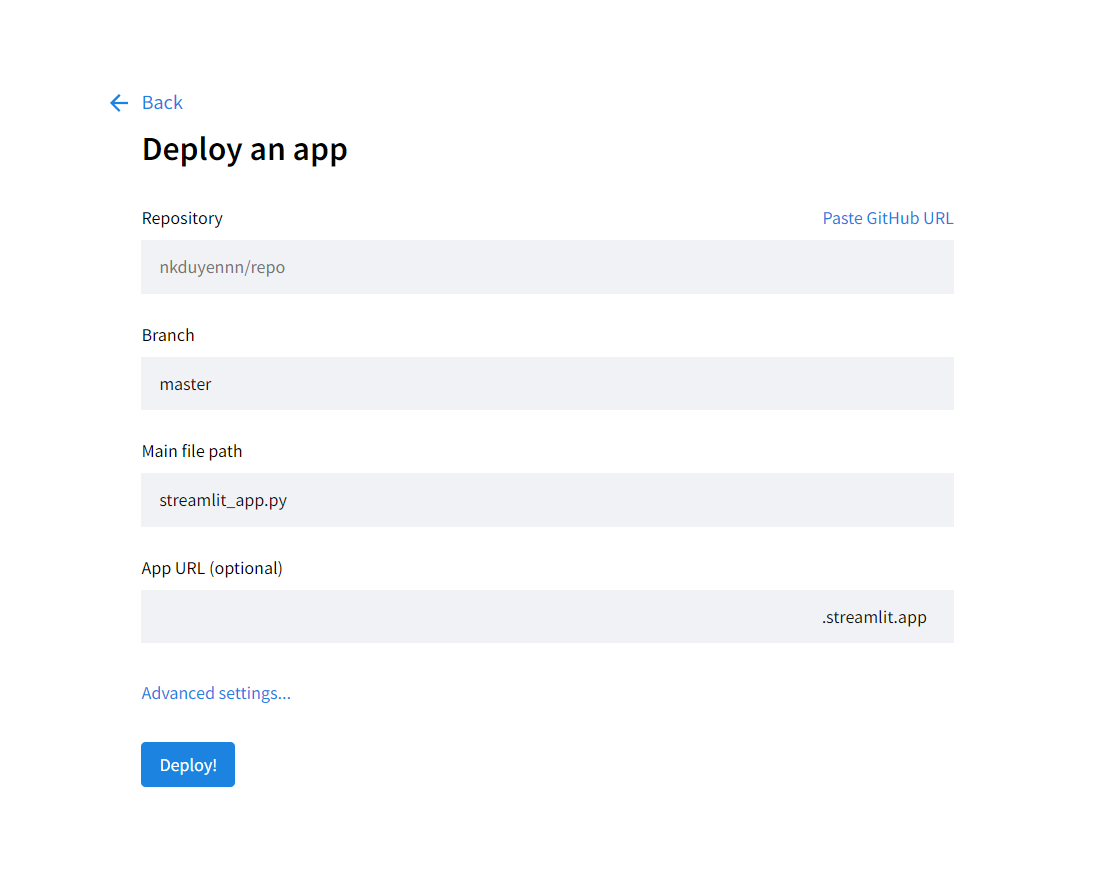 Back
Deploy an app
Repository
Paste GitHub URL
nkduyennn/repo
Branch
master
Main file path
streamlit_app.py
App URL (optional)
.streamlit.app
Advanced settings...
Deploy!